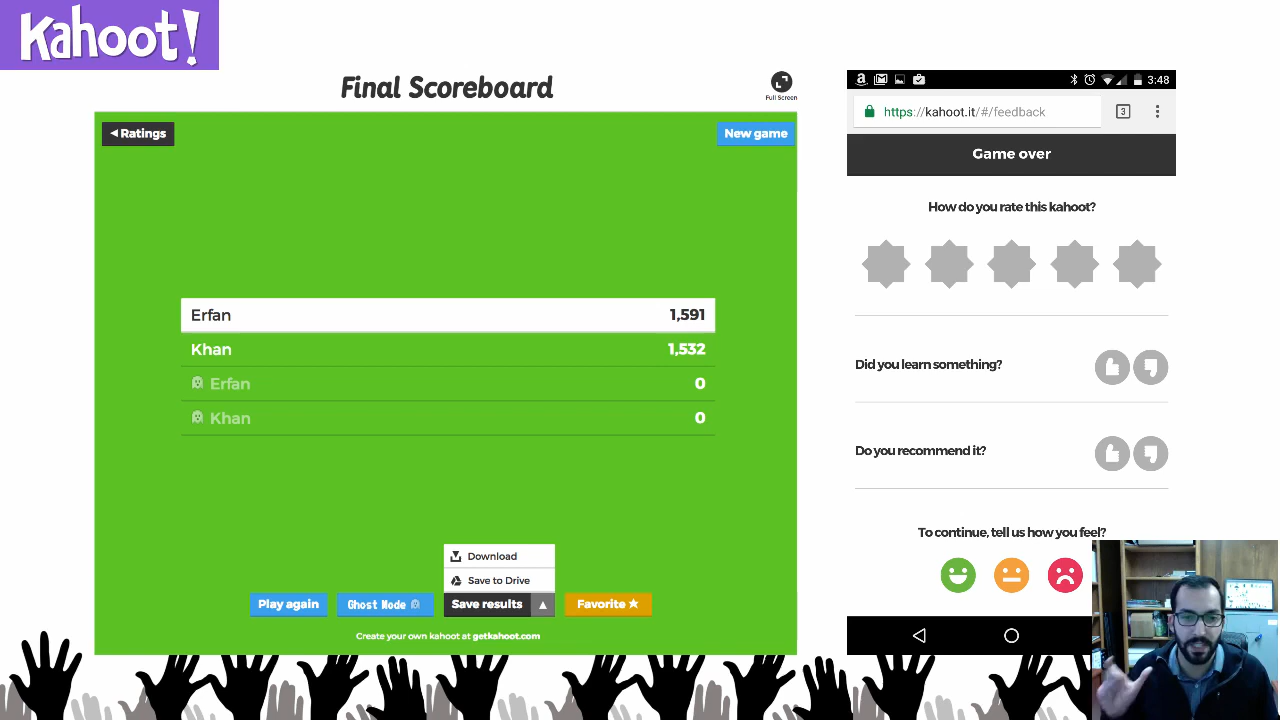 Kahoot!
Final Scoreboard
Full Screen
Ratings
New game
Erfan 1,591
Khan 1,532
Erfan 0
Khan 0
Download
Save to Drive
Play again
Ghost Mode
Save results
Favorite
Create your own kahoot at getkahoot.com
3:48
https://kahoot.it/#/feedback
3
Game over
How do you rate this kahoot?
Did you learn something?
Do you recommend it?
To continue, tell us how you feel?